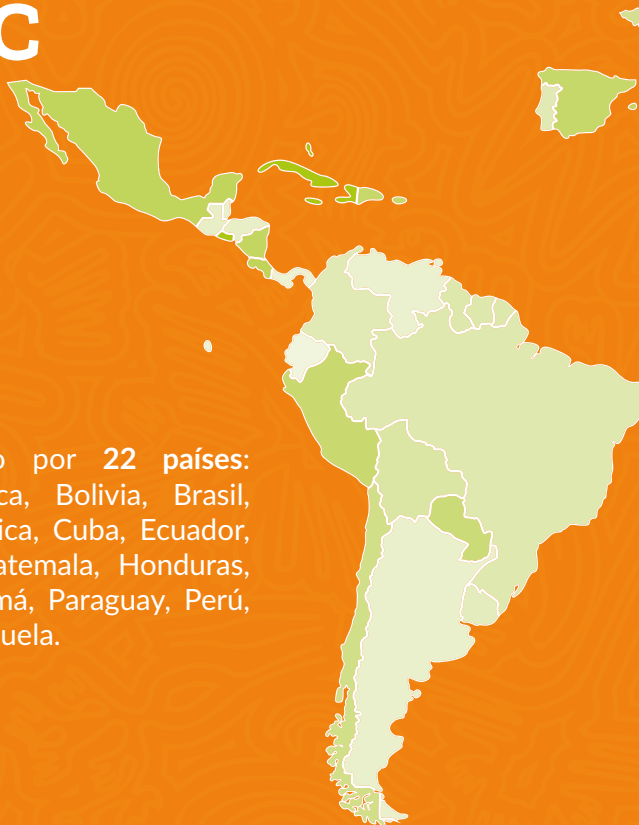 C
o por 22 países:
ca, Bolivia, Brasil,
ica, Cuba, Ecuador,
atemala, Honduras,
má, Paraguay, Perú,
uela.